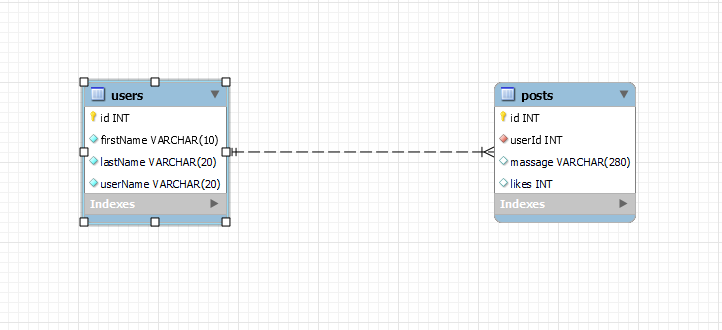 users
id INT
firstName VARCHAR(10)
lastName VARCHAR(20)
userName VARCHAR(20)
Indexes
posts
id INT
userId INT
massage VARCHAR(280)
likes INT
Indexes